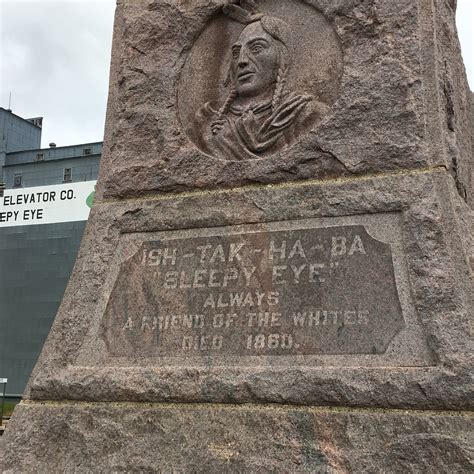 ELEVATOR CO.
EPY EYE
ISH-TAK-HA-BA
"SLEEPY EYE"
ALWAYS
A FRIEND OF THE WHITES
DIED 1860.